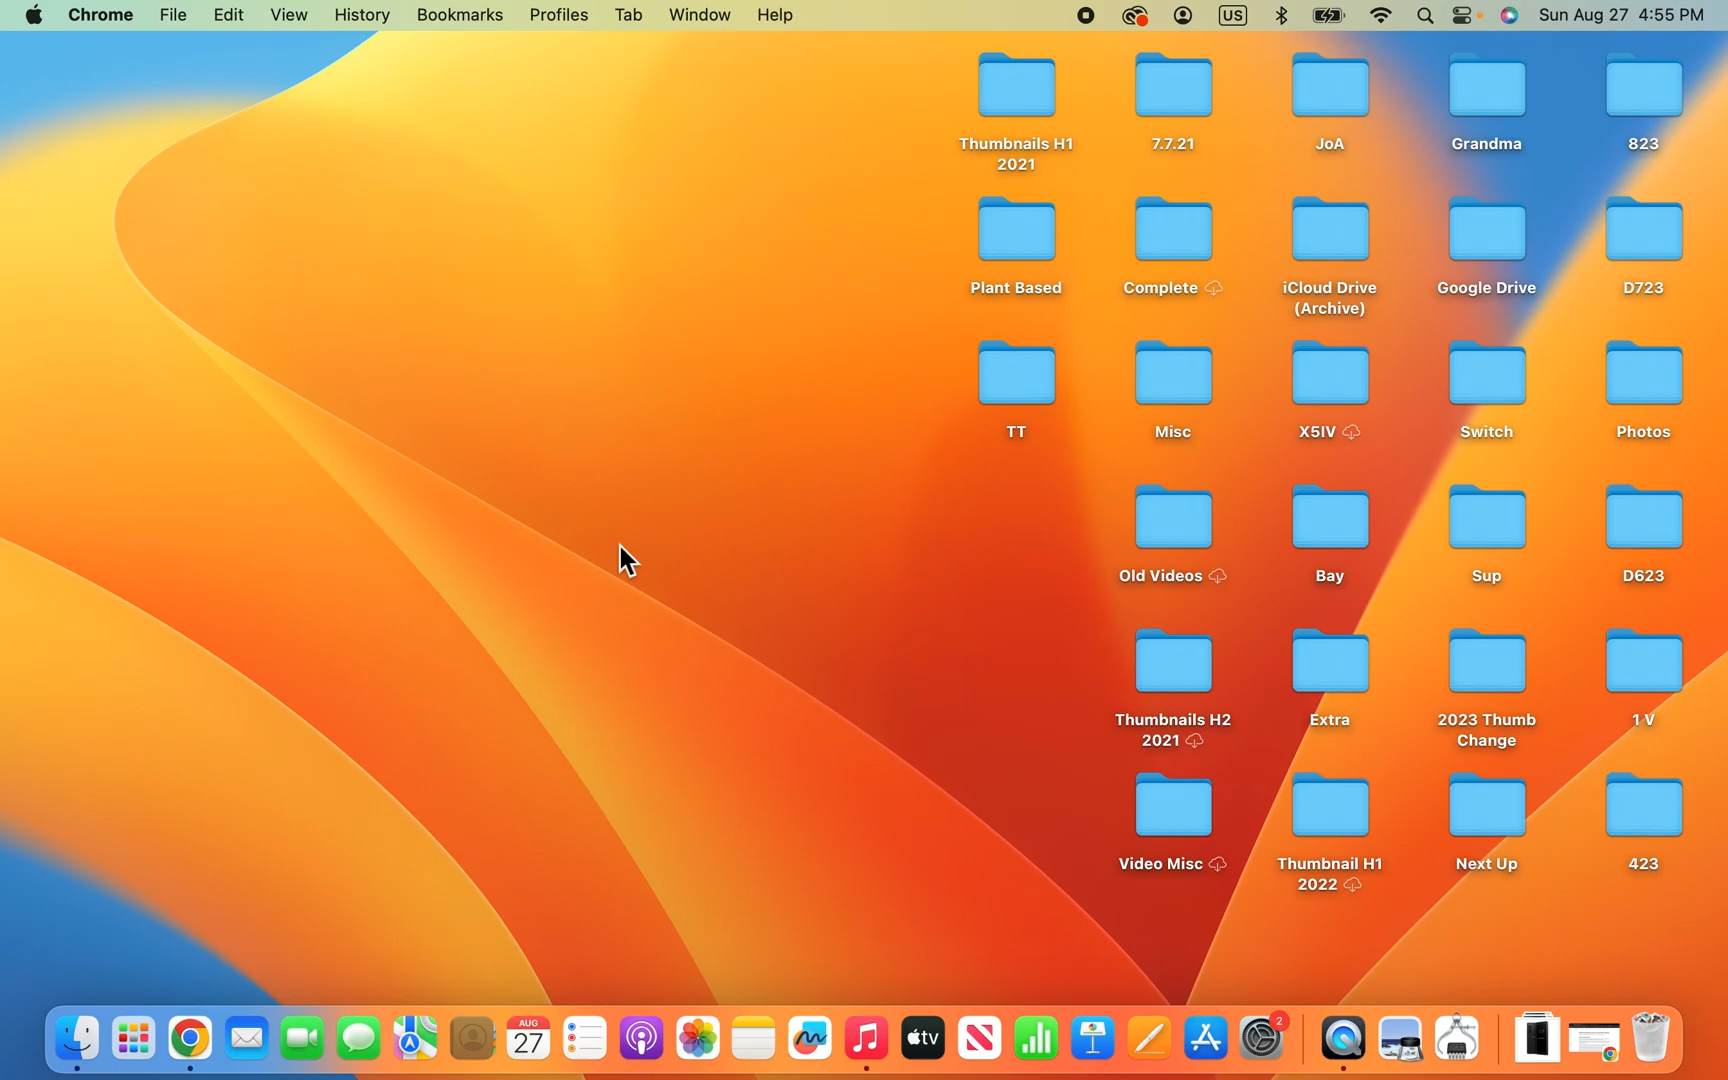 Chrome File Edit View History Bookmarks Profiles Tab Window Help US Sun Aug 27 4:55 PM
Thumbnails H1
2021
7.7.21
JoA
Grandma
823
Plant Based
Complete
iCloud Drive
(Archive)
Google Drive
D723
TT
Misc
X5IV
Switch
Photos
Old Videos
Bay
Sup
D623
Thumbnails H2
2021
Extra
2023 Thumb
Change
1 V
Video Misc
Thumbnail H1
2022
Next Up
423
AUG
27
tv
2